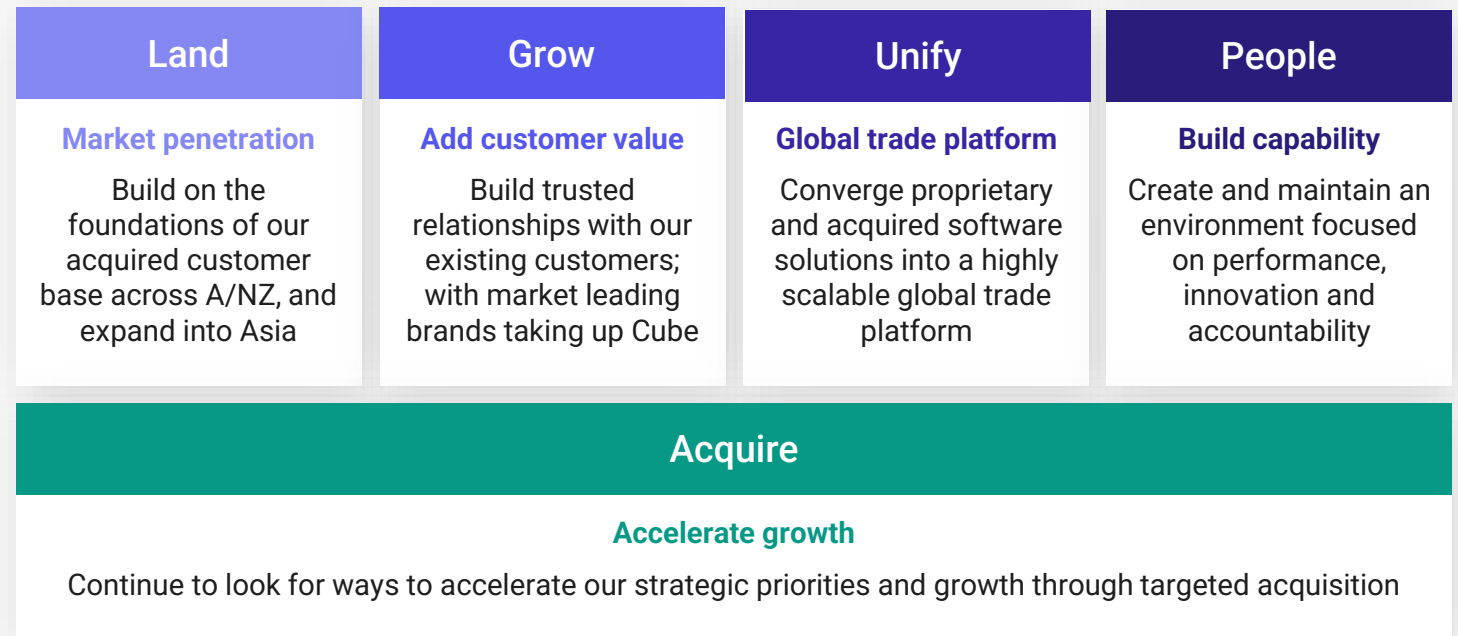 Land
Market penetration
Build on the
foundations of our
acquired customer
base across A/NZ, and
expand into Asia
Grow
Add customer value
Build trusted
relationships with our
existing customers;
with market leading
brands taking up Cube
Unify
Global trade platform
Converge proprietary
and acquired software
solutions into a highly
scalable global trade
platform
People
Build capability
Create and maintain an
environment focused
on performance,
innovation and
accountability
Acquire
Accelerate growth
Continue to look for ways to accelerate our strategic priorities and growth through targeted acquisition